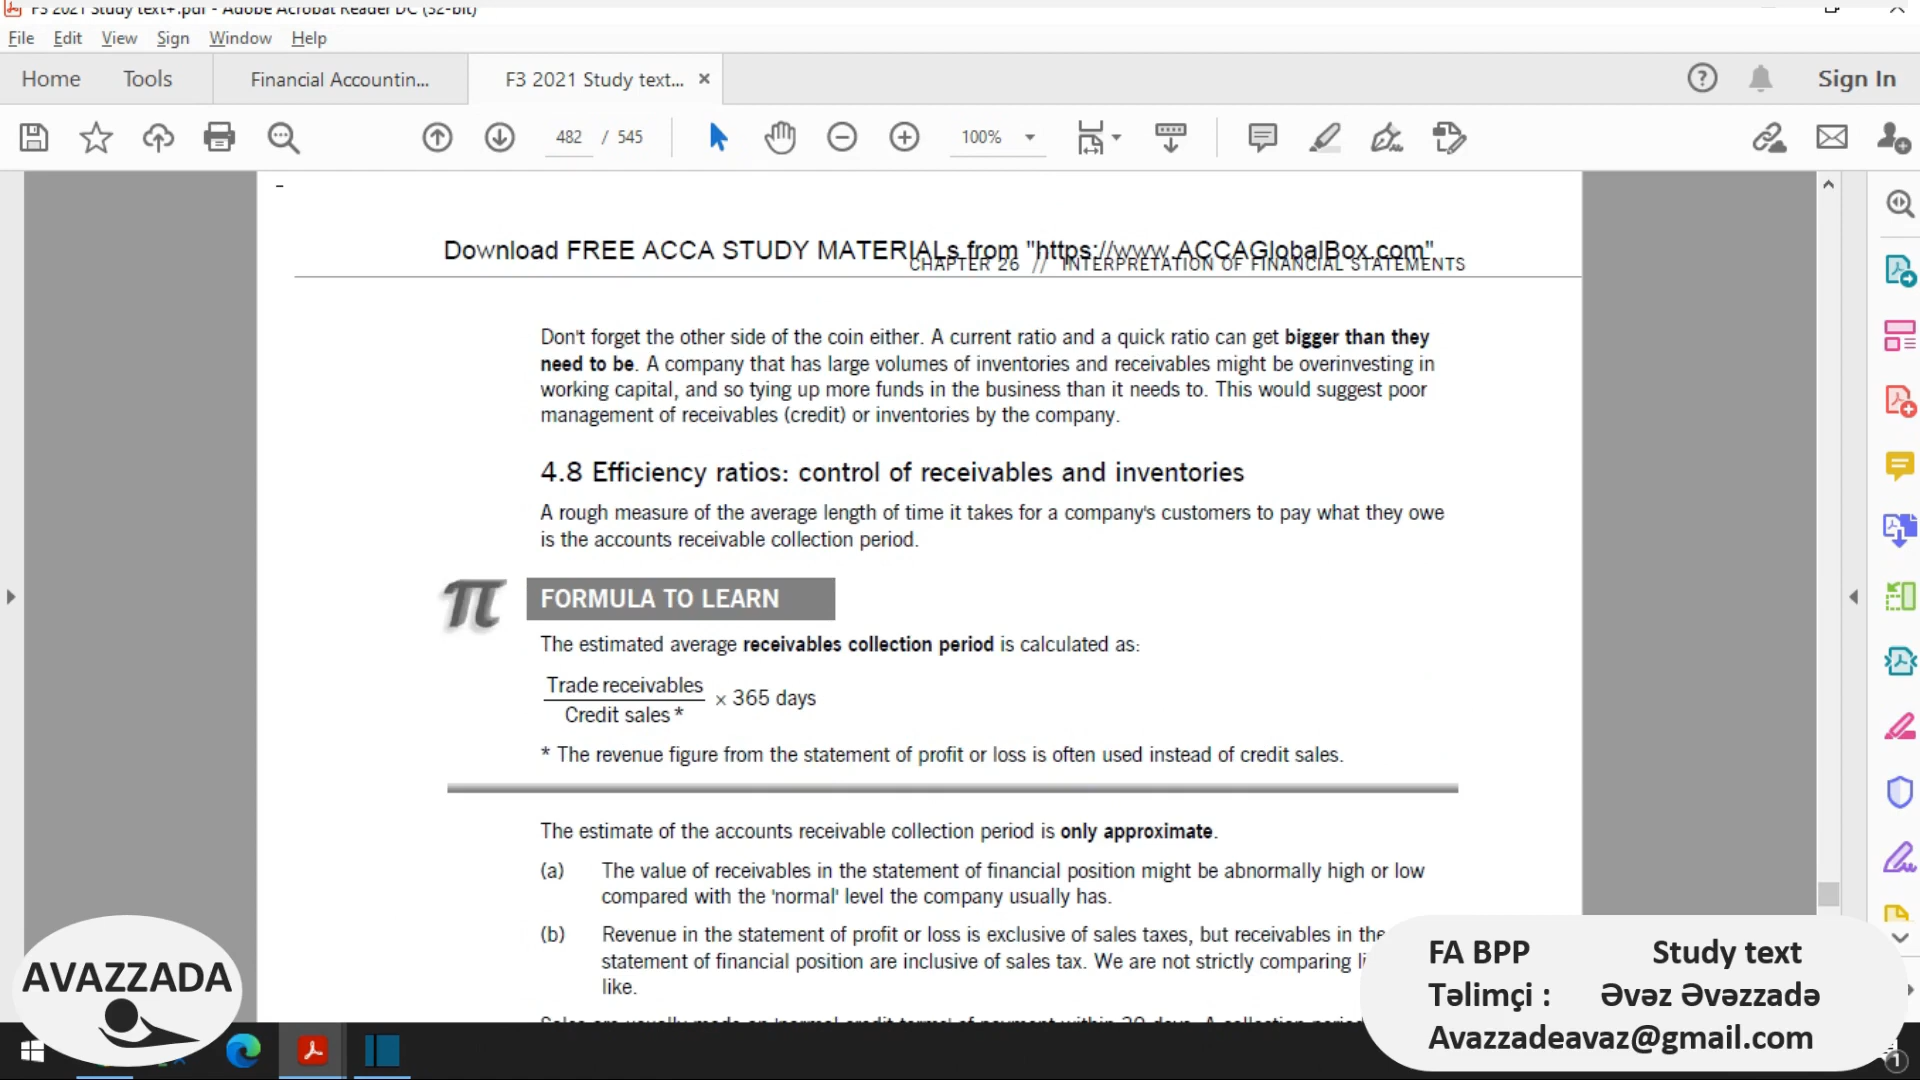 F3 2021 Study text+.pdf - Adobe Acrobat Reader DC (32-bit)
File Edit View Sign Window Help
Home Tools Financial Accountin... F3 2021 Study text... × Sign In
482 / 545 100%
Download FREE ACCA STUDY MATERIALs from "https://www.ACCAGlobalBox.com"
CHAPTER 26 // INTERPRETATION OF FINANCIAL STATEMENTS
Don't forget the other side of the coin either. A current ratio and a quick ratio can get bigger than they
need to be. A company that has large volumes of inventories and receivables might be overinvesting in
working capital, and so tying up more funds in the business than it needs to. This would suggest poor
management of receivables (credit) or inventories by the company.
4.8 Efficiency ratios: control of receivables and inventories
A rough measure of the average length of time it takes for a company's customers to pay what they owe
is the accounts receivable collection period.
π FORMULA TO LEARN
The estimated average receivables collection period is calculated as:
Trade receivables
× 365 days
Credit sales*
* The revenue figure from the statement of profit or loss is often used instead of credit sales.
The estimate of the accounts receivable collection period is only approximate.
(a) The value of receivables in the statement of financial position might be abnormally high or low
compared with the 'normal' level the company usually has.
(b) Revenue in the statement of profit or loss is exclusive of sales taxes, but receivables in the
statement of financial position are inclusive of sales tax. We are not strictly comparing
like.
AVAZZADA
FA BPP Study text
Təlimçi : Əvəz Əvəzzadə
Avazzadeavaz@gmail.com
1